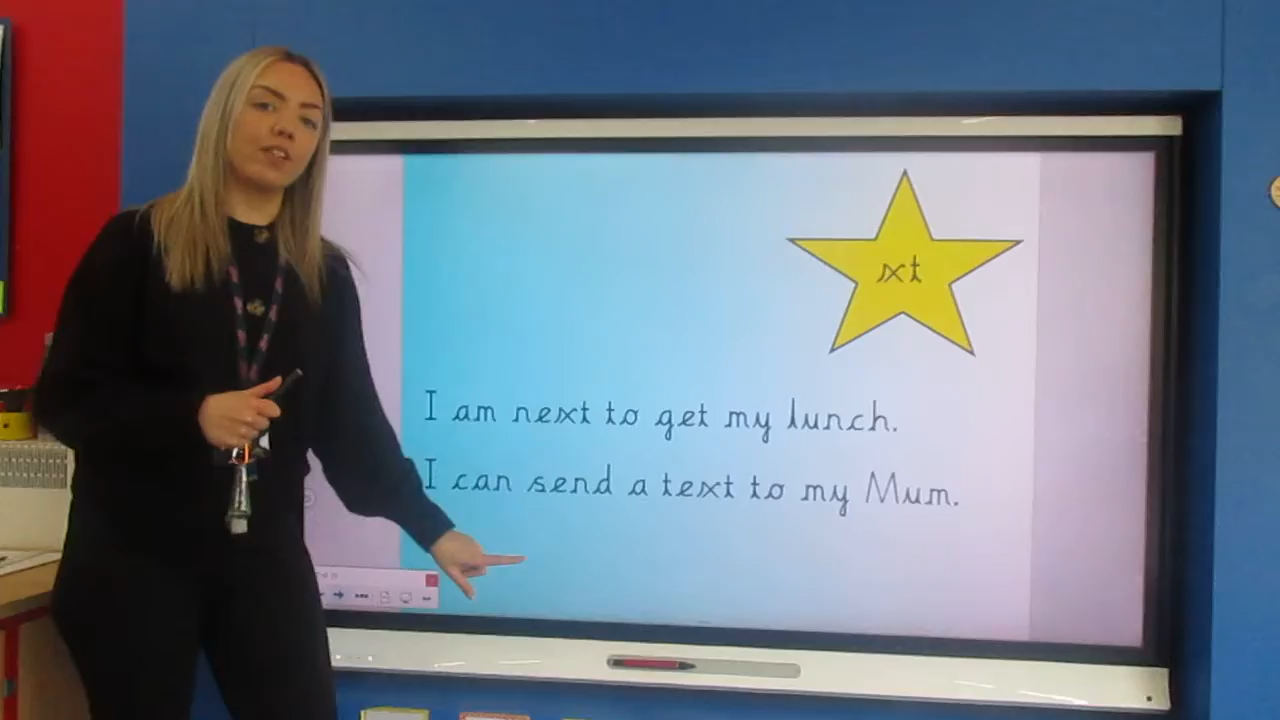 xt
I am next to get my lunch.
I can send a text to my Mum.